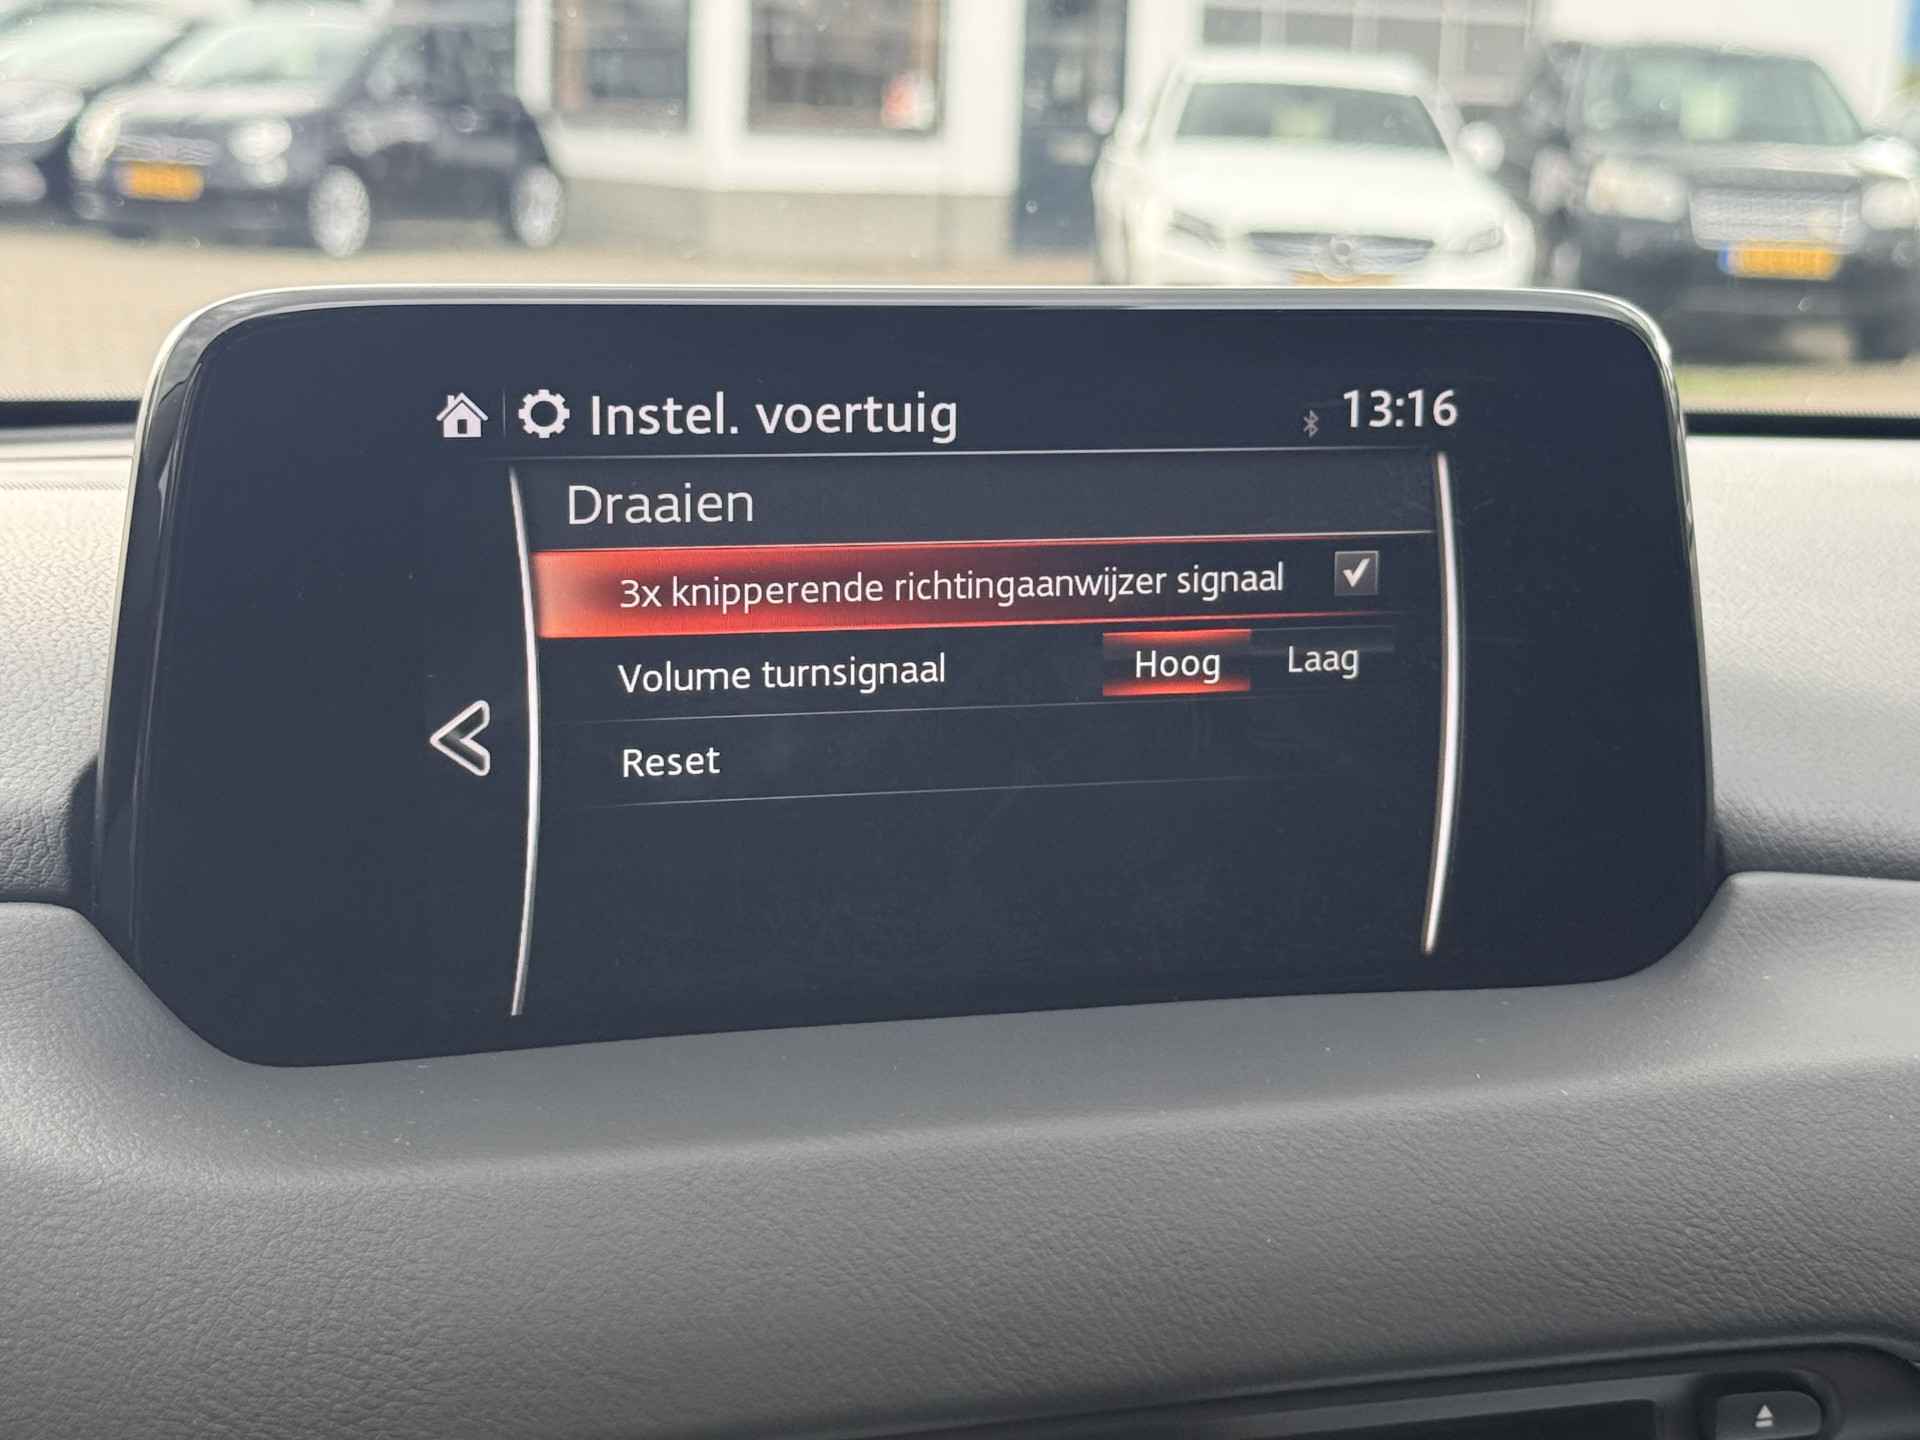 Instel. voertuig 13:16
Draaien
3x knipperende richtingaanwijzer signaal
Volume turnsignaal Hoog Laag
Reset